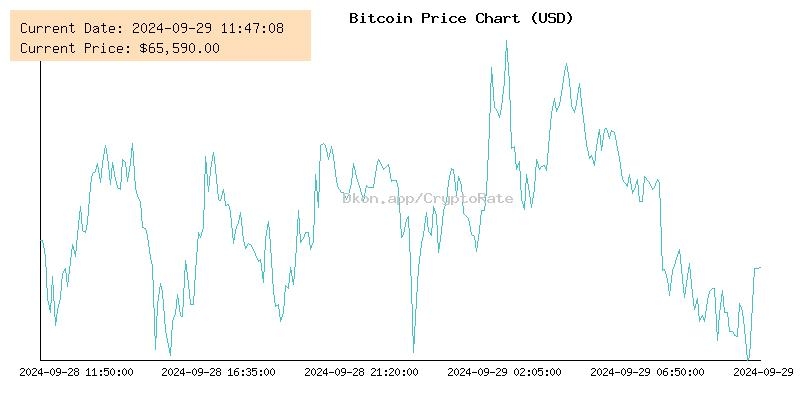 Bitcoin Price Chart (USD)
Current Date: 2024-09-29 11:47:08
Current Price: $65,590.00
Dkon.app/CryptoRate
2024-09-28 11:50:00 2024-09-28 16:35:00 2024-09-28 21:20:00 2024-09-29 02:05:00 2024-09-29 06:50:00 2024-09-29